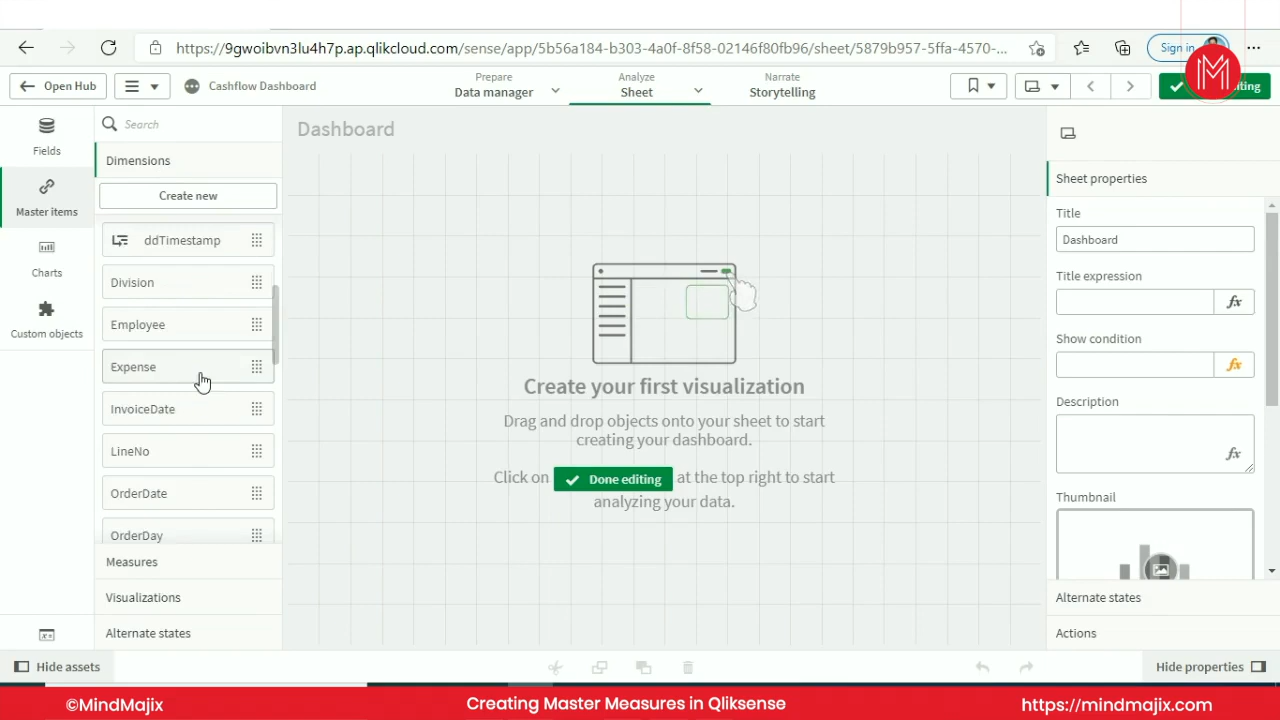 https://9gwoibvn3lu4h7p.ap.qlikcloud.com/sense/app/5b56a184-b303-4a0f-8f58-02146f80fb96/sheet/5879b957-5ffa-4570-...
Sign in
Open Hub
Cashflow Dashboard
Prepare
Data manager
Analyze
Sheet
Narrate
Storytelling
M
Fields
Master items
Charts
Custom objects
Search
Dimensions
Create new
ddTimestamp
Division
Employee
Expense
InvoiceDate
LineNo
OrderDate
OrderDay
Measures
Visualizations
Alternate states
Dashboard
Create your first visualization
Drag and drop objects onto your sheet to start
creating your dashboard.
Click on Done editing at the top right to start
analyzing your data.
Sheet properties
Title
Dashboard
Title expression
fx
Show condition
fx
Description
fx
Thumbnail
Alternate states
Actions
Hide assets
Hide properties
©MindMajix
Creating Master Measures in Qliksense
https://mindmajix.com